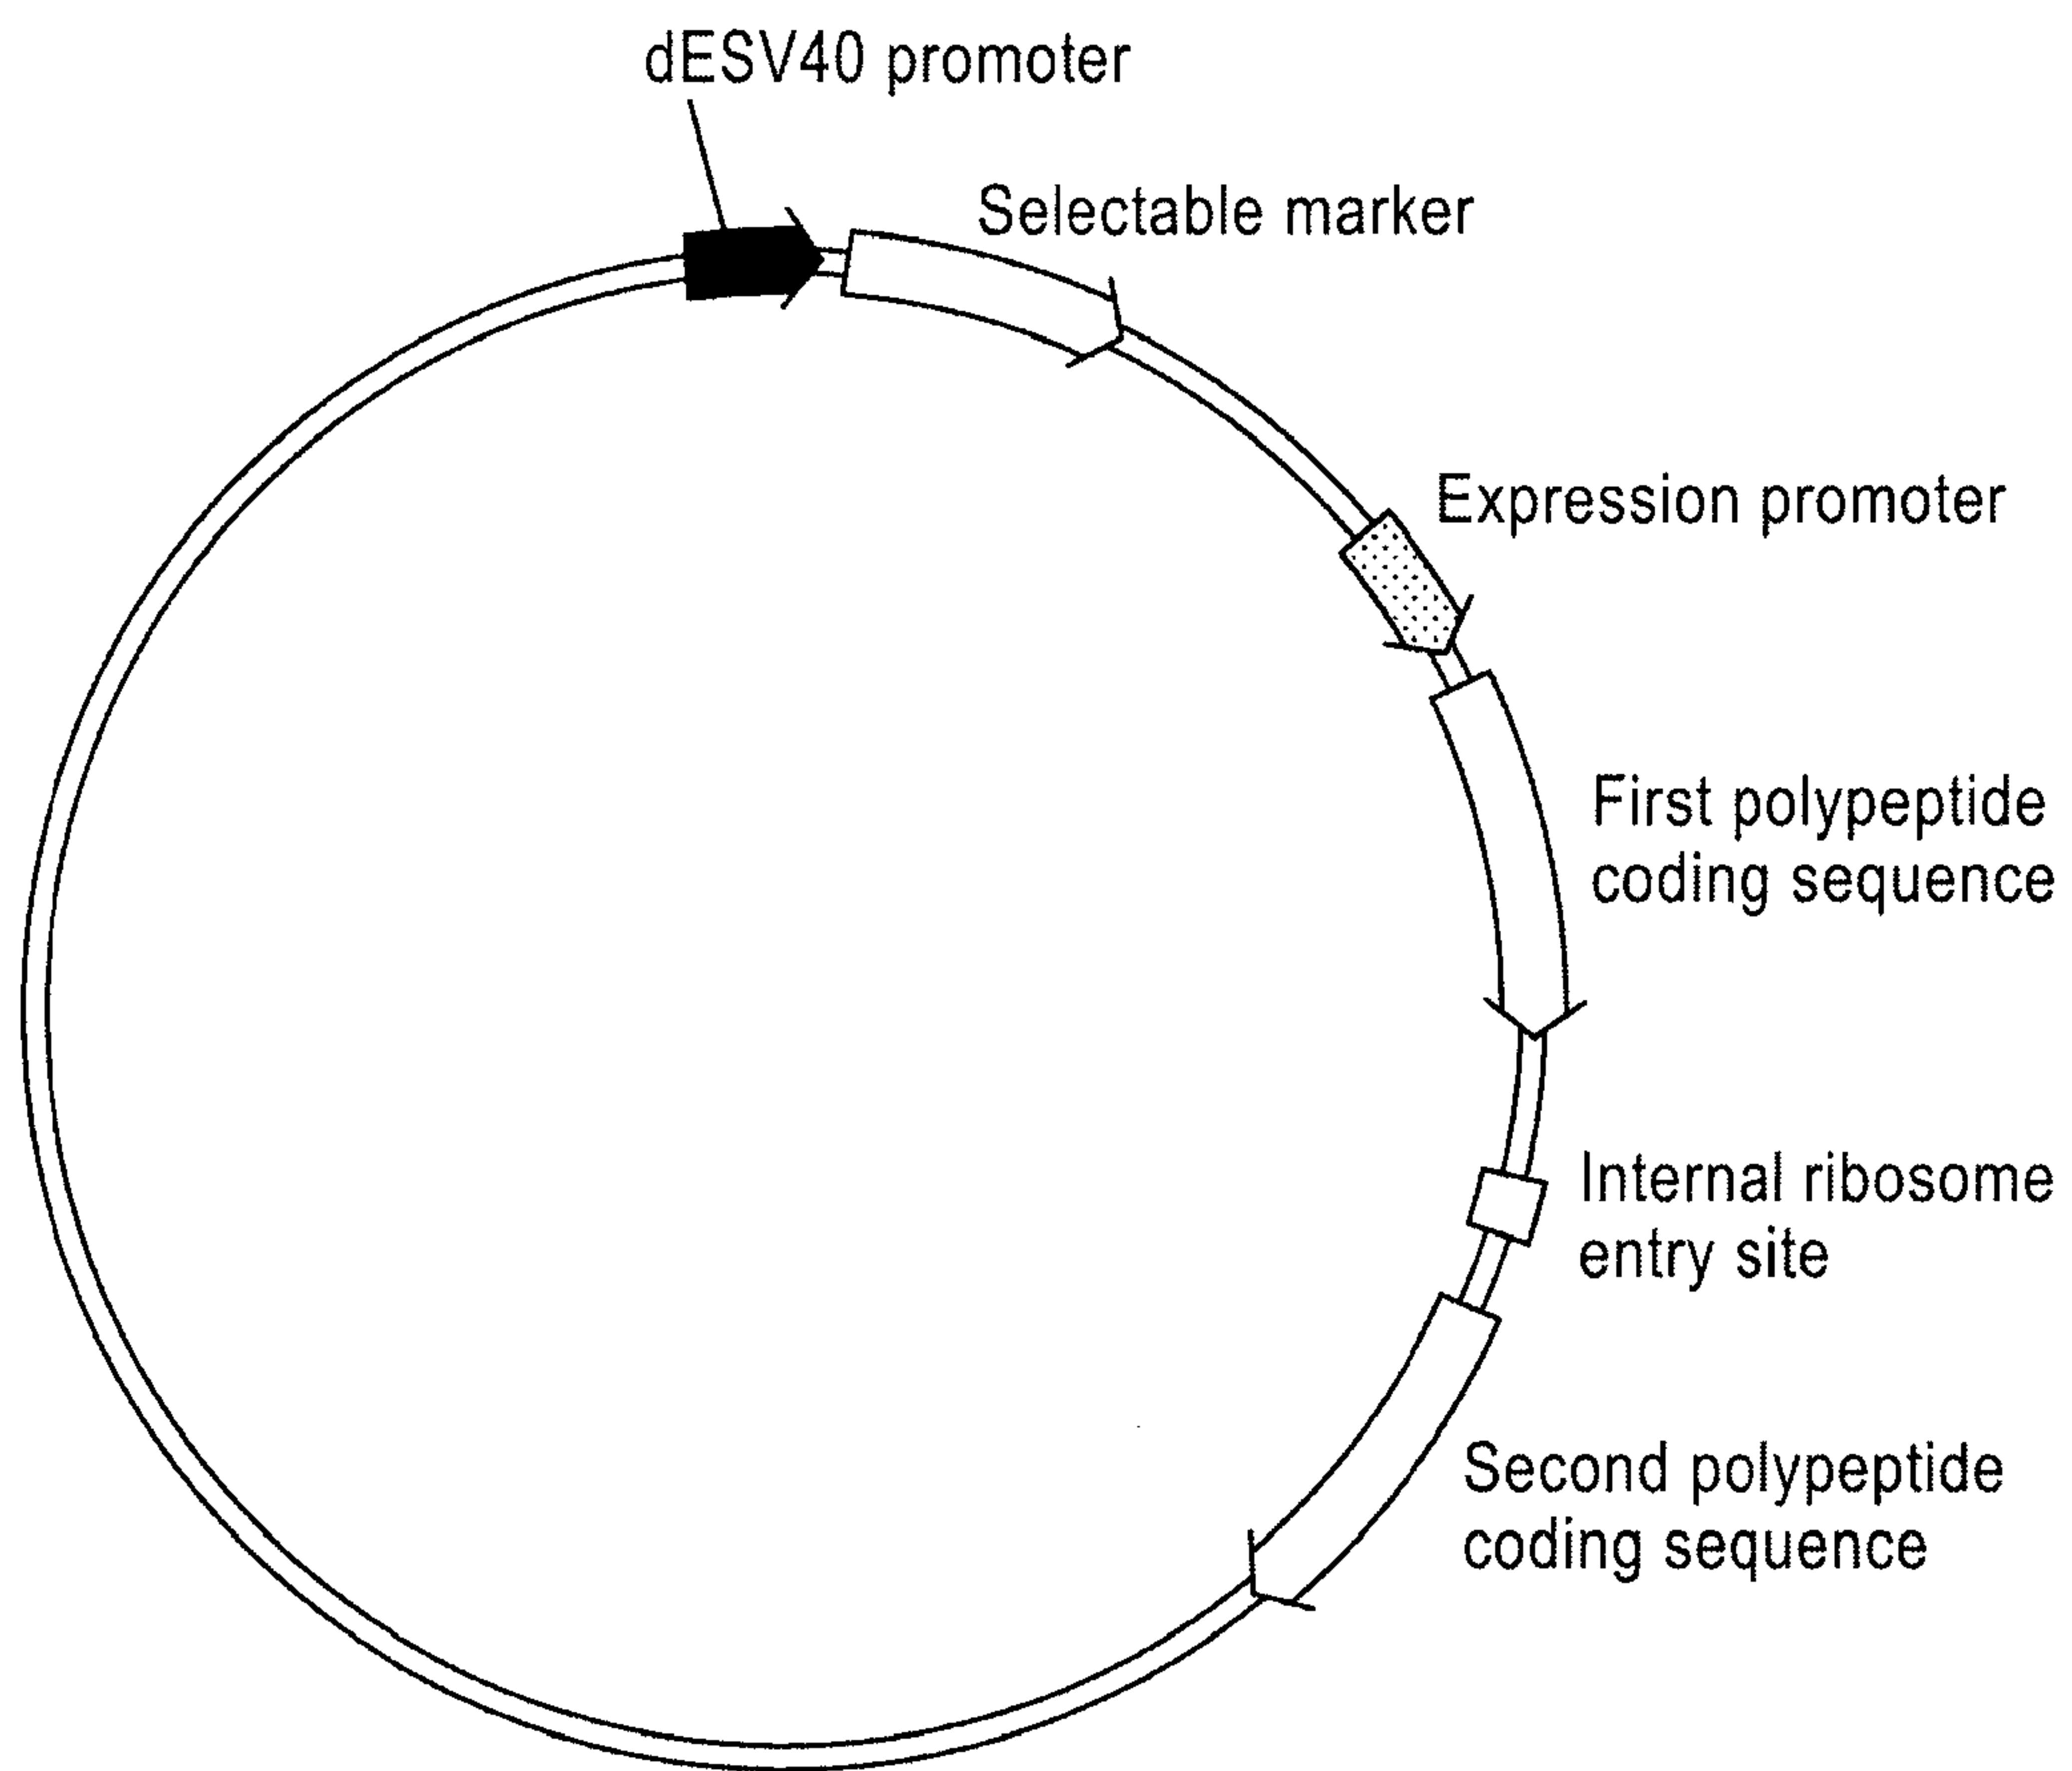 dESV40 promoter
Selectable marker
Expression promoter
First polypeptide
coding sequence
Internal ribosome
entry site
Second polypeptide
coding sequence